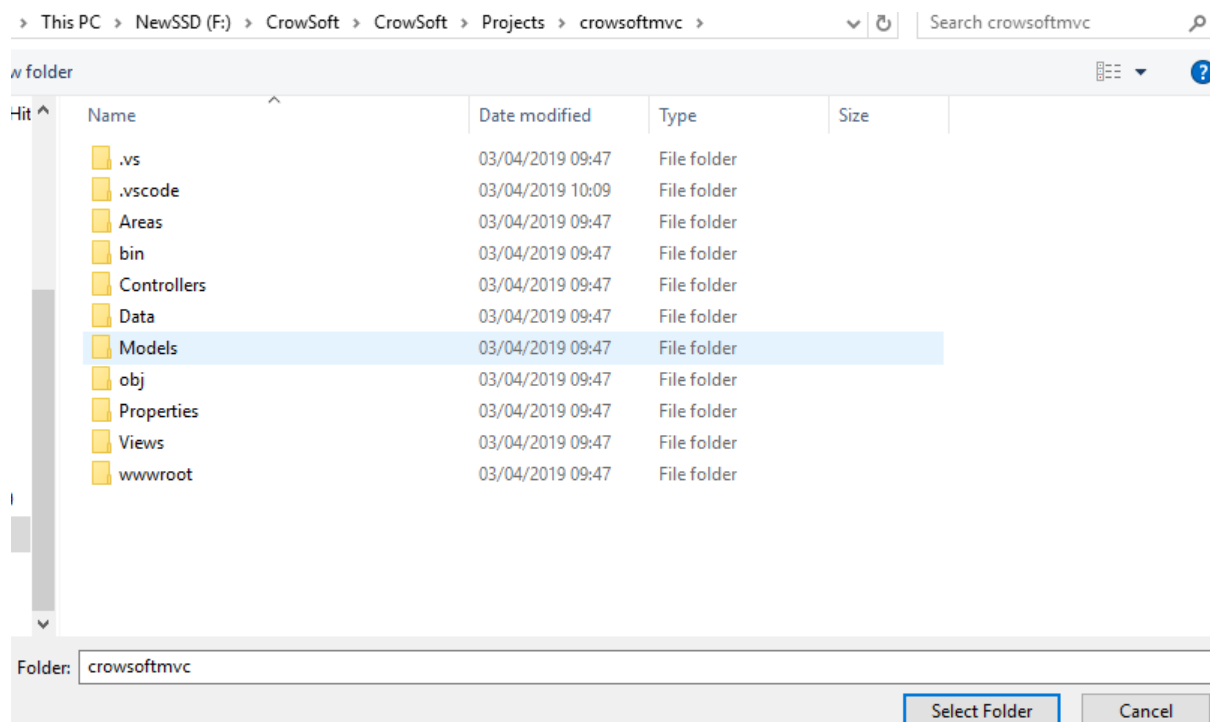 > This PC > NewSSD (F:) > CrowSoft > CrowSoft > Projects > crowsoftmvc > Search crowsoftmvc
w folder ?
Hit Name Date modified Type Size
.vs 03/04/2019 09:47 File folder
.vscode 03/04/2019 10:09 File folder
Areas 03/04/2019 09:47 File folder
bin 03/04/2019 09:47 File folder
Controllers 03/04/2019 09:47 File folder
Data 03/04/2019 09:47 File folder
Models 03/04/2019 09:47 File folder
obj 03/04/2019 09:47 File folder
Properties 03/04/2019 09:47 File folder
Views 03/04/2019 09:47 File folder
wwwroot 03/04/2019 09:47 File folder
)
Folder: crowsoftmvc
Select Folder Cancel